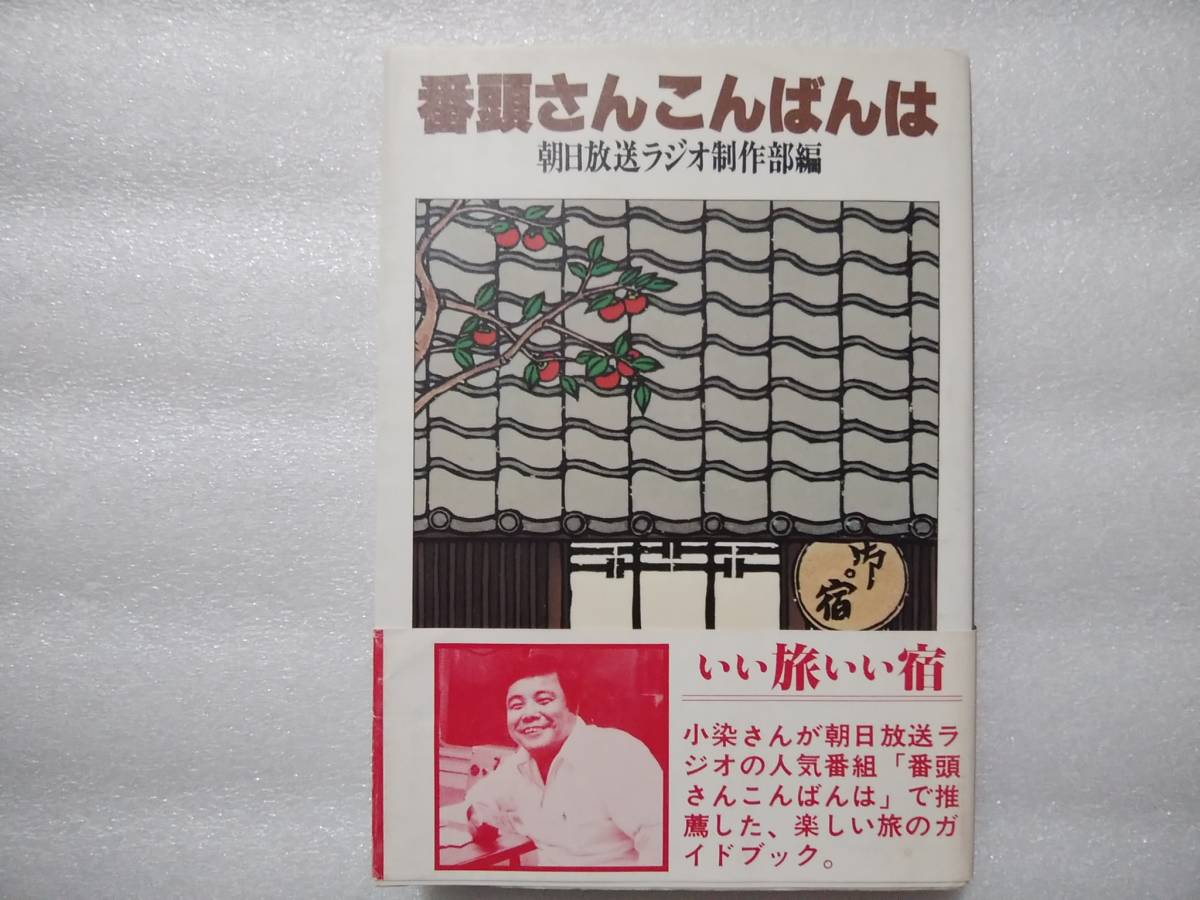 番頭さんこんばんは
朝日放送ラジオ制作部編
御宿
いい旅いい宿
小染さんが朝日放送ラ
ジオの人気番組「番頭
さんこんばんは」で推
薦した、楽しい旅のガ
イドブック。